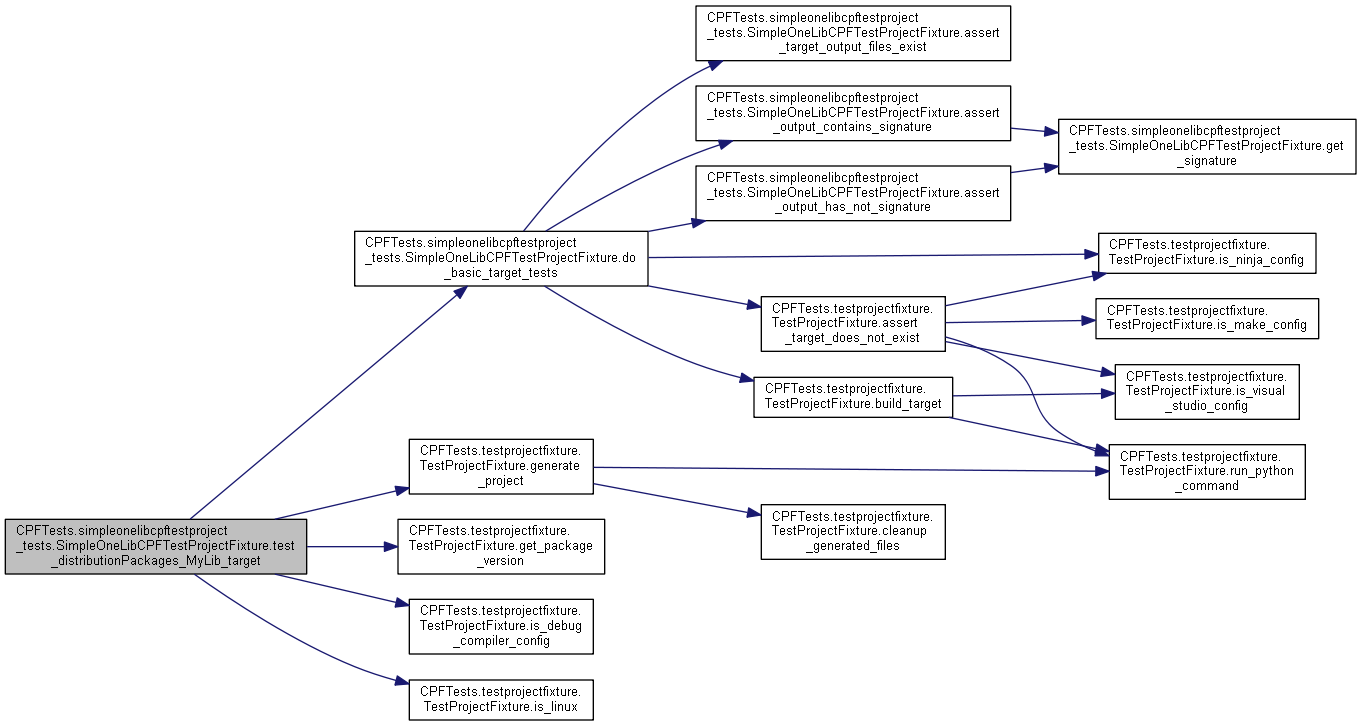 CPFTests.simpleonelibcpftestproject
_tests.SimpleOneLibCPFTestProjectFixture.assert
_target_output_files_exist
CPFTests.simpleonelibcpftestproject
_tests.SimpleOneLibCPFTestProjectFixture.assert
_output_contains_signature
CPFTests.simpleonelibcpftestproject
_tests.SimpleOneLibCPFTestProjectFixture.get
_signature
CPFTests.simpleonelibcpftestproject
_tests.SimpleOneLibCPFTestProjectFixture.assert
_output_has_not_signature
CPFTests.simpleonelibcpftestproject
_tests.SimpleOneLibCPFTestProjectFixture.do
_basic_target_tests
CPFTests.testprojectfixture.
TestProjectFixture.is_ninja_config
CPFTests.testprojectfixture.
TestProjectFixture.assert
_target_does_not_exist
CPFTests.testprojectfixture.
TestProjectFixture.is_make_config
CPFTests.testprojectfixture.
TestProjectFixture.is_visual
_studio_config
CPFTests.testprojectfixture.
TestProjectFixture.build_target
CPFTests.testprojectfixture.
TestProjectFixture.generate
_project
CPFTests.testprojectfixture.
TestProjectFixture.run_python
_command
CPFTests.simpleonelibcpftestproject
_tests.SimpleOneLibCPFTestProjectFixture.test
_distributionPackages_MyLib_target
CPFTests.testprojectfixture.
TestProjectFixture.get_package
_version
CPFTests.testprojectfixture.
TestProjectFixture.cleanup
_generated_files
CPFTests.testprojectfixture.
TestProjectFixture.is_debug
_compiler_config
CPFTests.testprojectfixture.
TestProjectFixture.is_linux